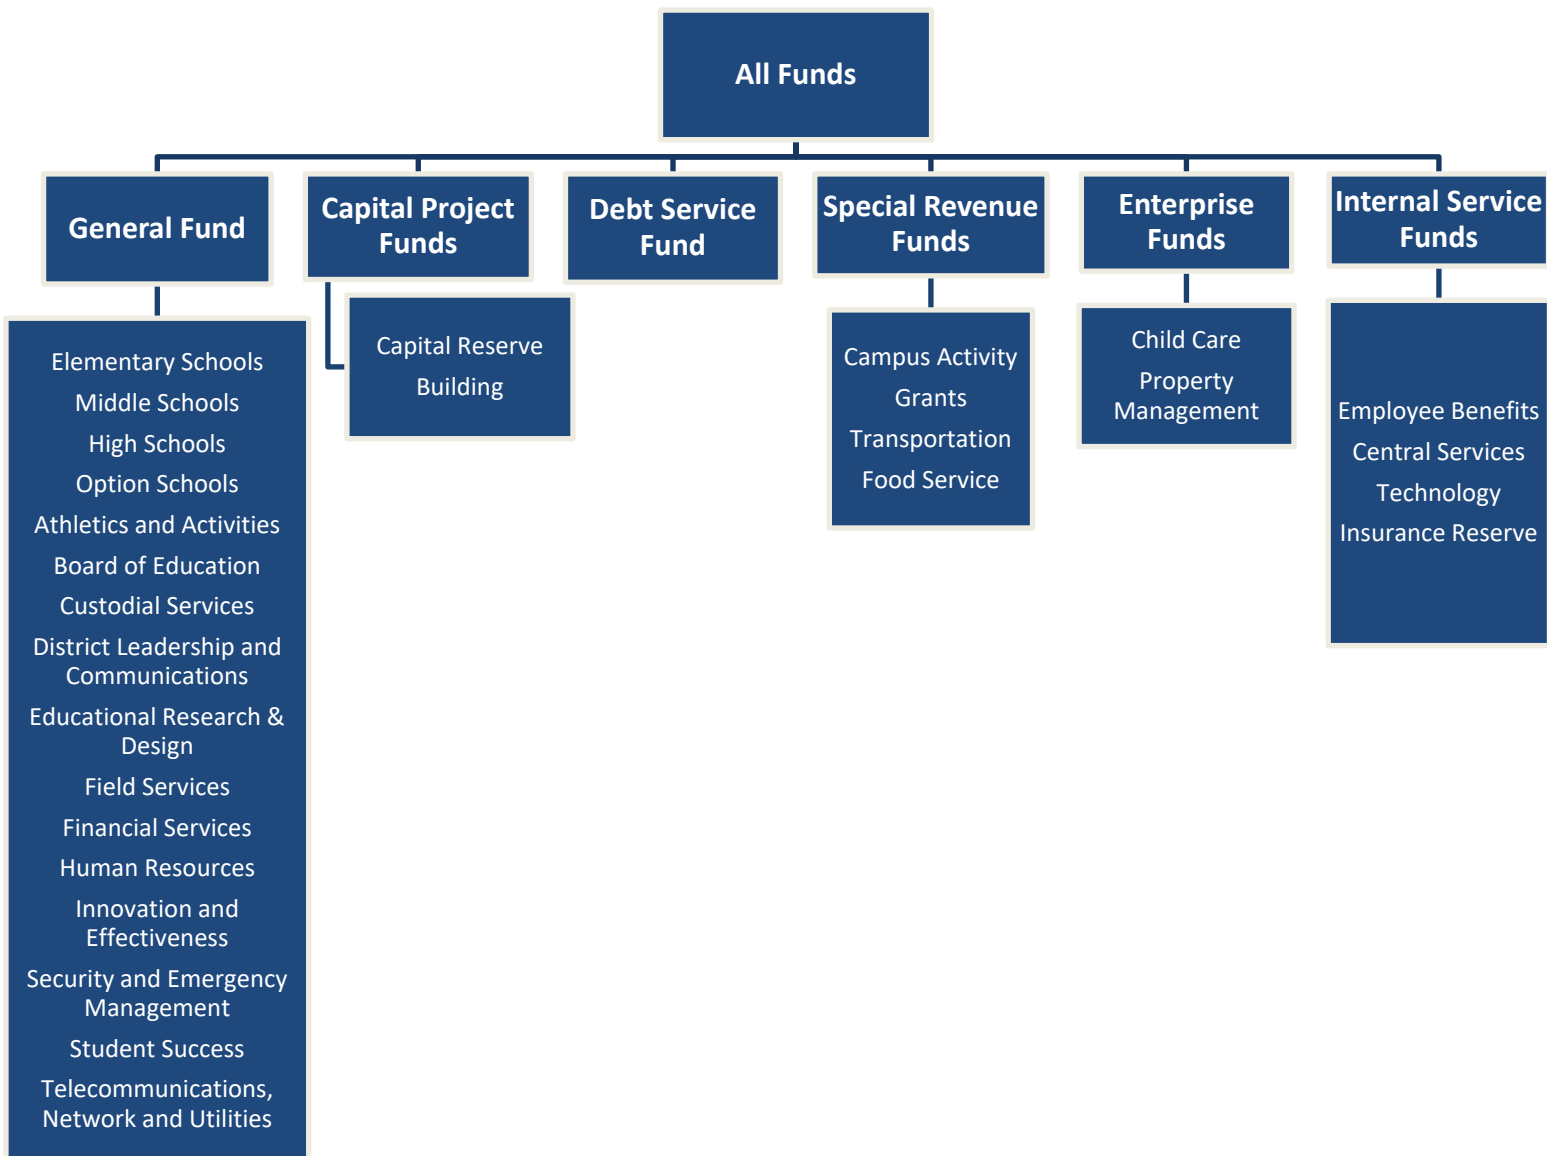 All Funds
General Fund
Capital Project
Funds
Debt Service
Fund
Special Revenue
Funds
Enterprise
Funds
Internal Service
Funds
Elementary Schools
Middle Schools
High Schools
Option Schools
Athletics and Activities
Board of Education
Custodial Services
District Leadership and
Communications
Educational Research &
Design
Field Services
Financial Services
Human Resources
Innovation and
Effectiveness
Security and Emergency
Management
Student Success
Telecommunications,
Network and Utilities
Capital Reserve
Building
Campus Activity
Grants
Transportation
Food Service
Child Care
Property
Management
Employee Benefits
Central Services
Technology
Insurance Reserve